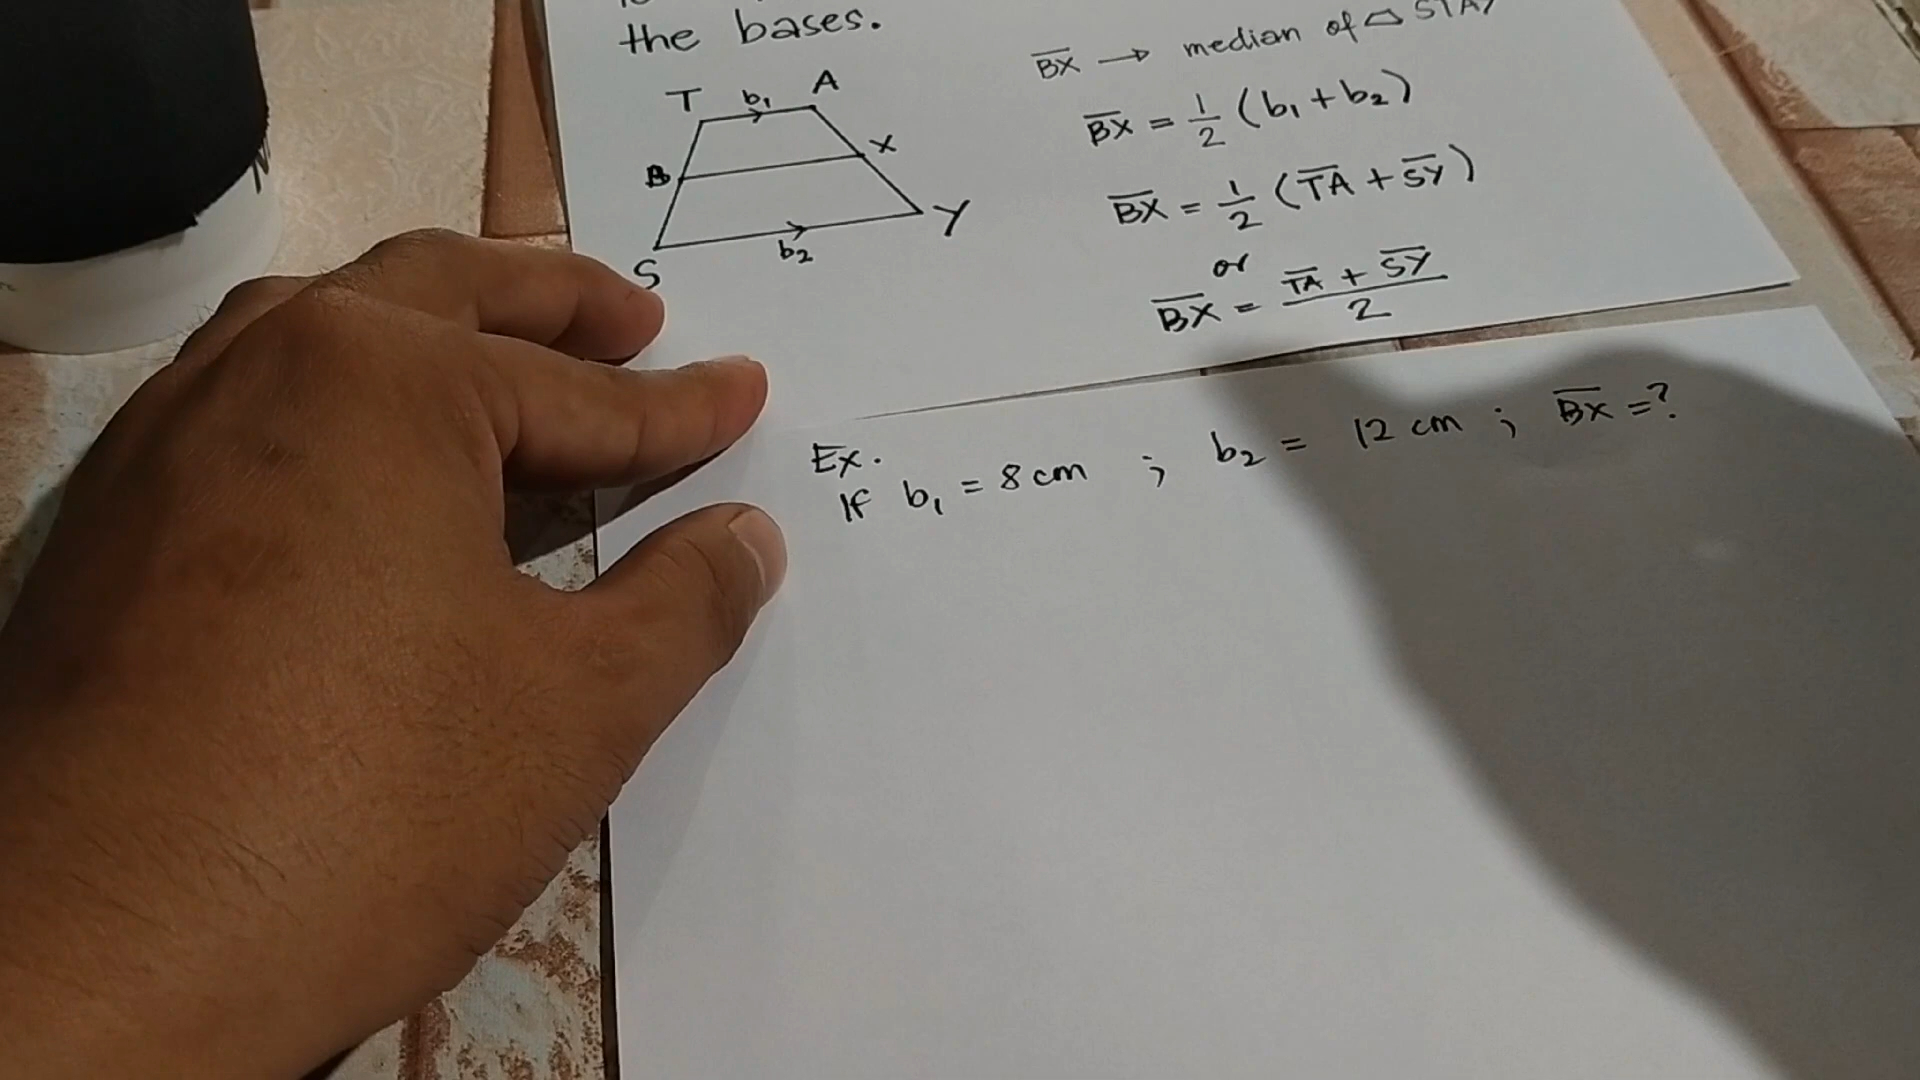 the bases.
T b₁ A
B X
S b₂ Y
BX → median of ⏢ STAY
BX = 1/2 (b₁ + b₂)
BX = 1/2 (TA + SY)
or
BX = TA + SY / 2
Ex.
If b₁ = 8 cm ; b₂ = 12 cm ; BX = ?